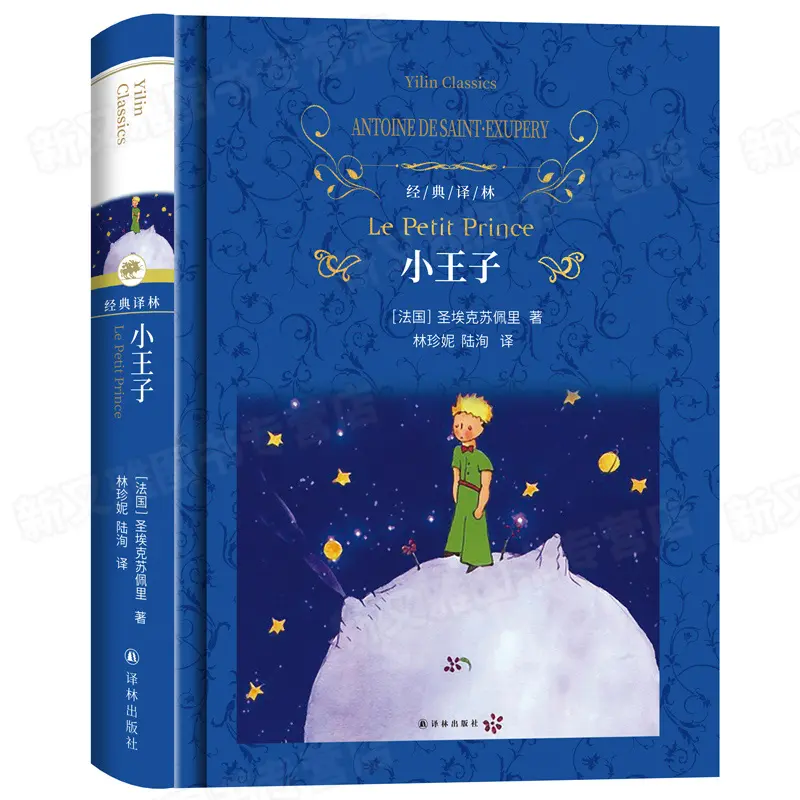 Yilin Classics
ANTOINE DE SAINT·EXUPERY
经/典/译/林
Le Petit Prince
小王子
[法国] 圣埃克苏佩里 著
林珍妮 陆洵 译
译林出版社
Yilin
Classics
经典译林
小王子
Le Petit Prince
[法国] 圣埃克苏佩里 著
林珍妮 陆洵 译
译林出版社